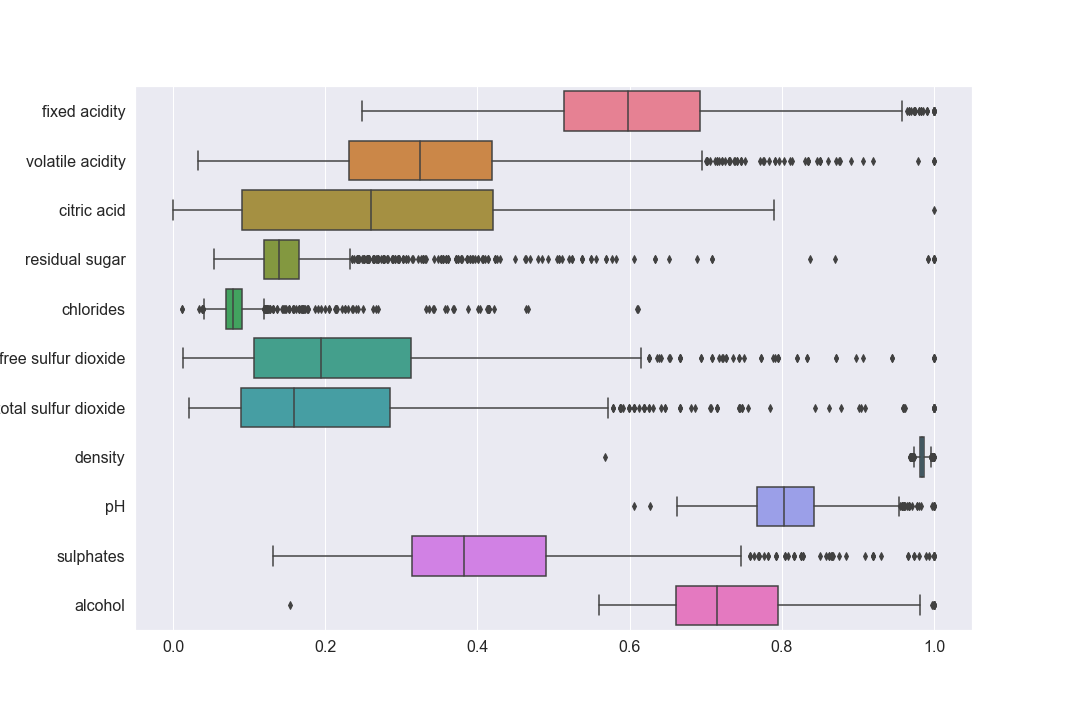 fixed acidity
volatile acidity
citric acid
residual sugar
chlorides
free sulfur dioxide
otal sulfur dioxide
density
pH
sulphates
alcohol
0.0 0.2 0.4 0.6 0.8 1.0